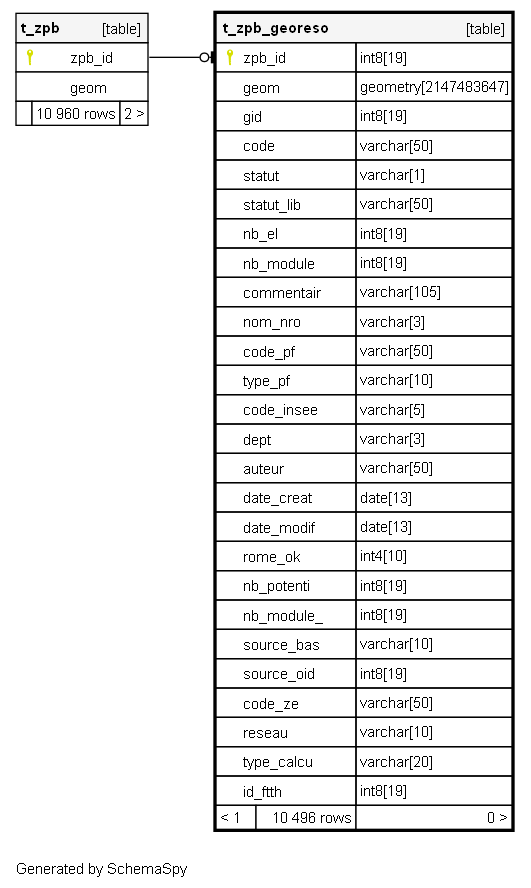 t_zpb [table]
zpb_id
geom
10 960 rows 2 >
t_zpb_georeso [table]
zpb_id int8[19]
geom geometry[2147483647]
gid int8[19]
code varchar[50]
statut varchar[1]
statut_lib varchar[50]
nb_el int8[19]
nb_module int8[19]
commentair varchar[105]
nom_nro varchar[3]
code_pf varchar[50]
type_pf varchar[10]
code_insee varchar[5]
dept varchar[3]
auteur varchar[50]
date_creat date[13]
date_modif date[13]
rome_ok int4[10]
nb_potenti int8[19]
nb_module_ int8[19]
source_bas varchar[10]
source_oid int8[19]
code_ze varchar[50]
reseau varchar[10]
type_calcu varchar[20]
id_ftth int8[19]
< 1 10 496 rows 0 >
Generated by SchemaSpy